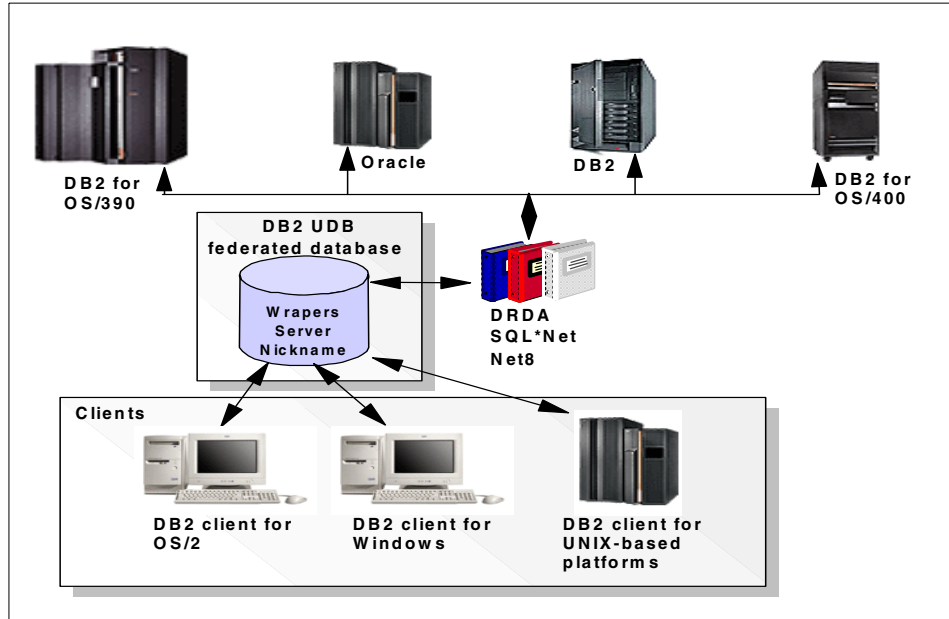 DB2 for
OS/390
Oracle
DB2
DB2 for
OS/400
DB2 UDB
federated database
Wrapers
Server
Nickname
DRDA
SQL*Net
Net8
Clients
DB2 client for
OS/2
DB2 client for
Windows
DB2 client for
UNIX-based
platforms